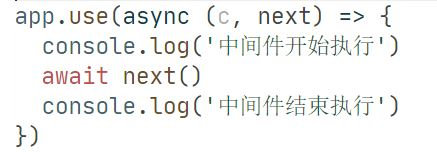 app.use(async (c, next) => {
  console.log('中间件开始执行')
  await next()
  console.log('中间件结束执行')
})